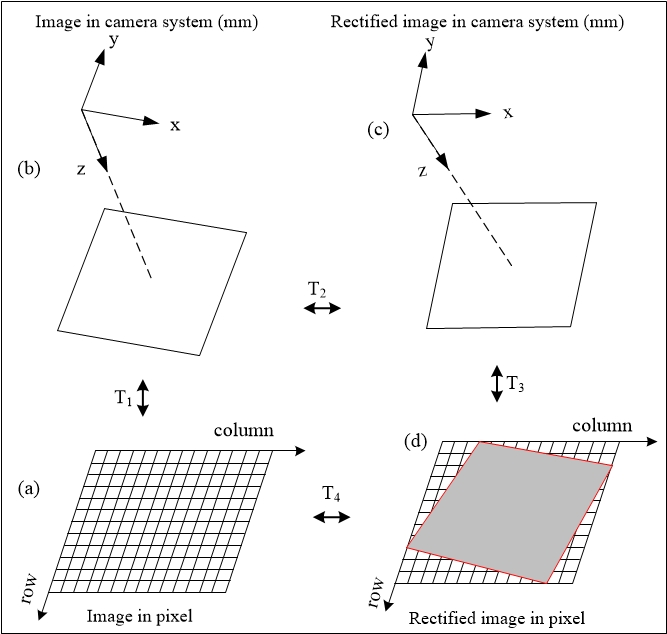 Image in camera system (mm)
Rectified image in camera system (mm)
y
x
z
(b)
y
x
z
(c)
T2
T1
T3
column
(a)
row
Image in pixel
T4
column
(d)
row
Rectified image in pixel